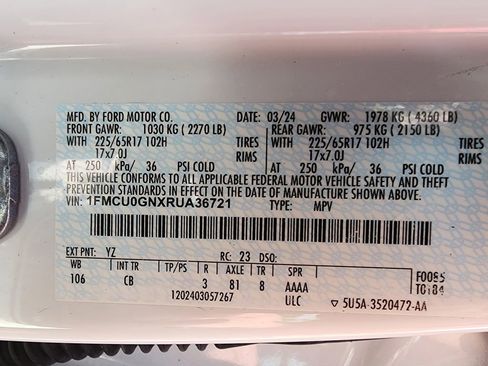 MFD. BY FORD MOTOR CO. DATE: 03/24 GVWR: 1978 KG ( 4360 LB)
FRONT GAWR: 1030 KG ( 2270 LB) REAR GAWR: 975 KG ( 2150 LB)
225/65R17 102H TIRES 225/65R17 102H TIRES
17x7.0J RIMS 17x7.0J RIMS
AT 250 kPa/ 36 PSI COLD AT 250 kPa/ 36 PSI COLD
THIS VEHICLE CONFORMS TO ALL APPLICABLE FEDERAL MOTOR VEHICLE SAFETY AND THEFT
PREVENTION STANDARDS IN EFFECT ON THE DATE OF MANUFACTURE SHOWN ABOVE.
VIN: 1FMCU0GNXRUA36721 TYPE: MPV
EXT PNT: YZ RC: 23 DSO:
WB INT TR TP/PS R AXLE TR SPR F0085
106 CB 3 81 8 AAAA T0184
1202403057267 ULC ▽ 5U5A-3520472-AA